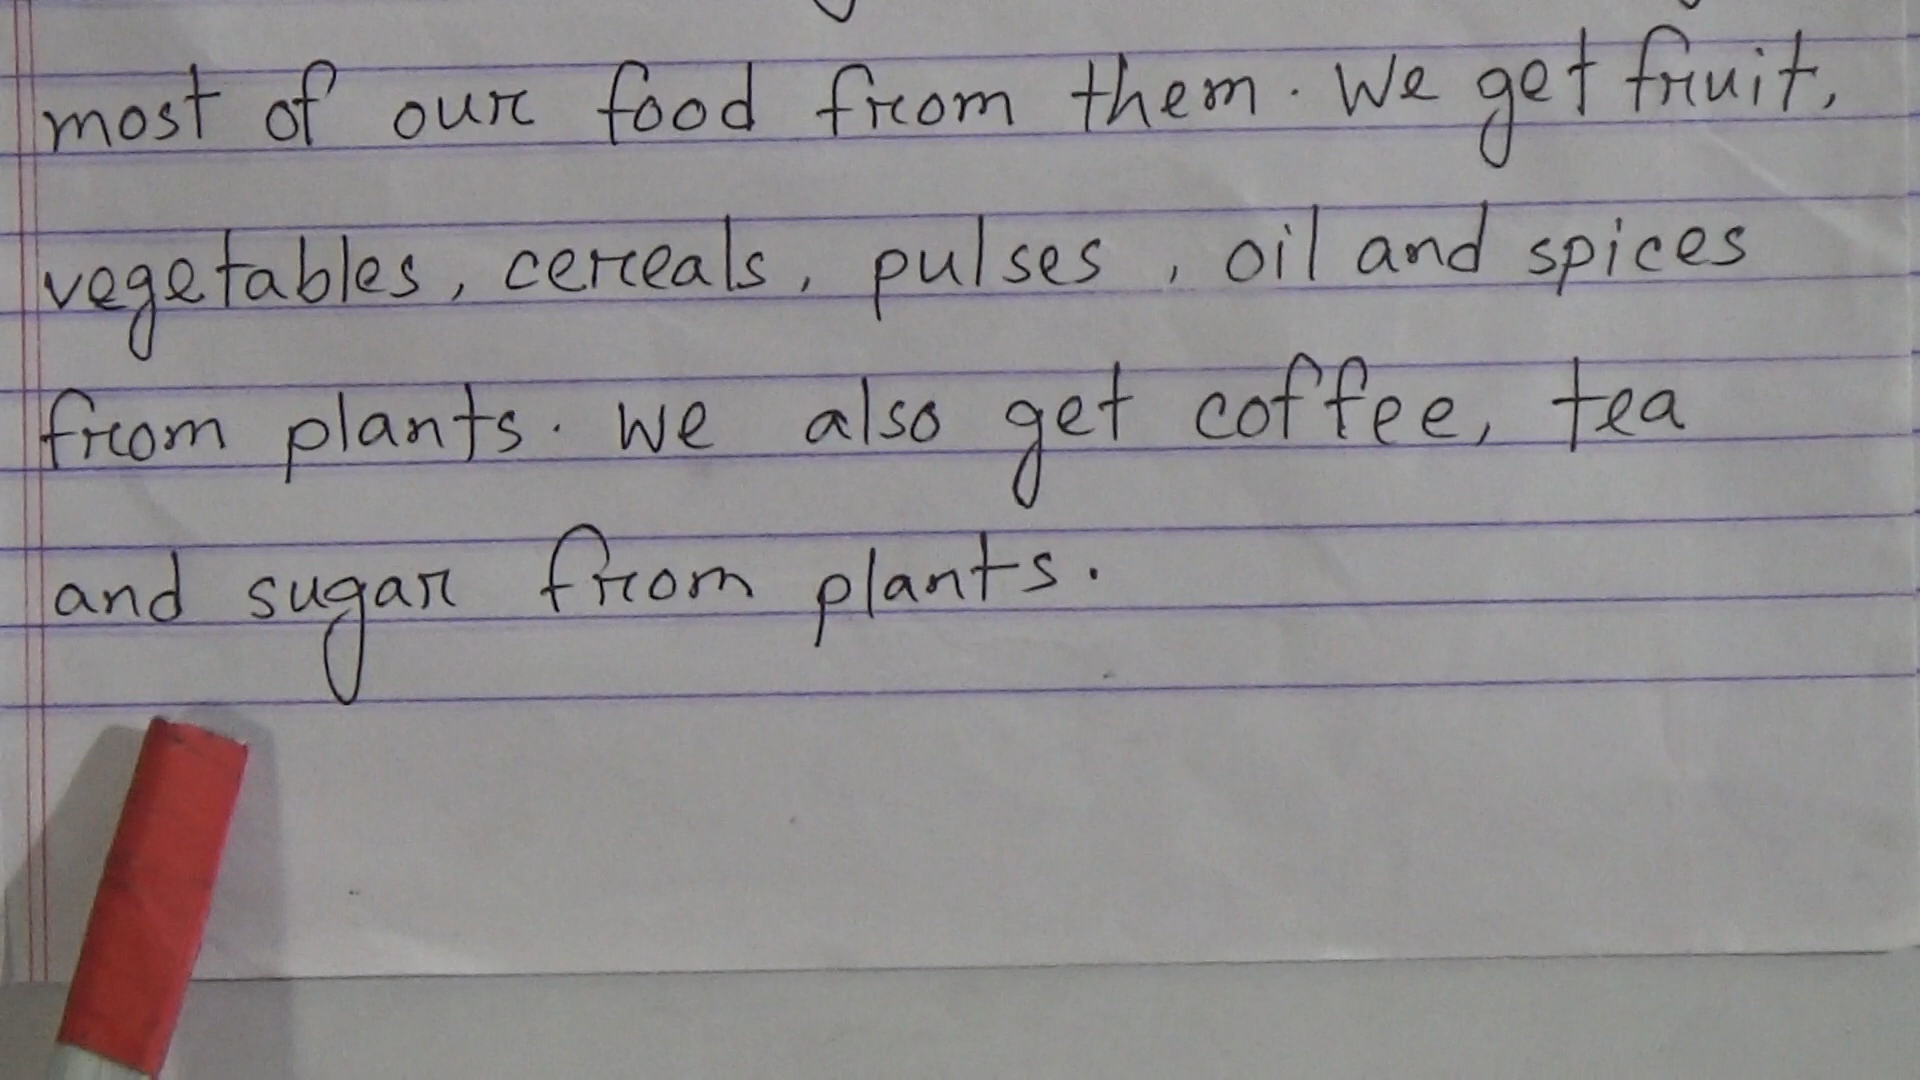 most of our food from them. We get fruit,
vegetables, cereals, pulses, oil and spices
from plants. we also get coffee, tea
and sugar from plants.